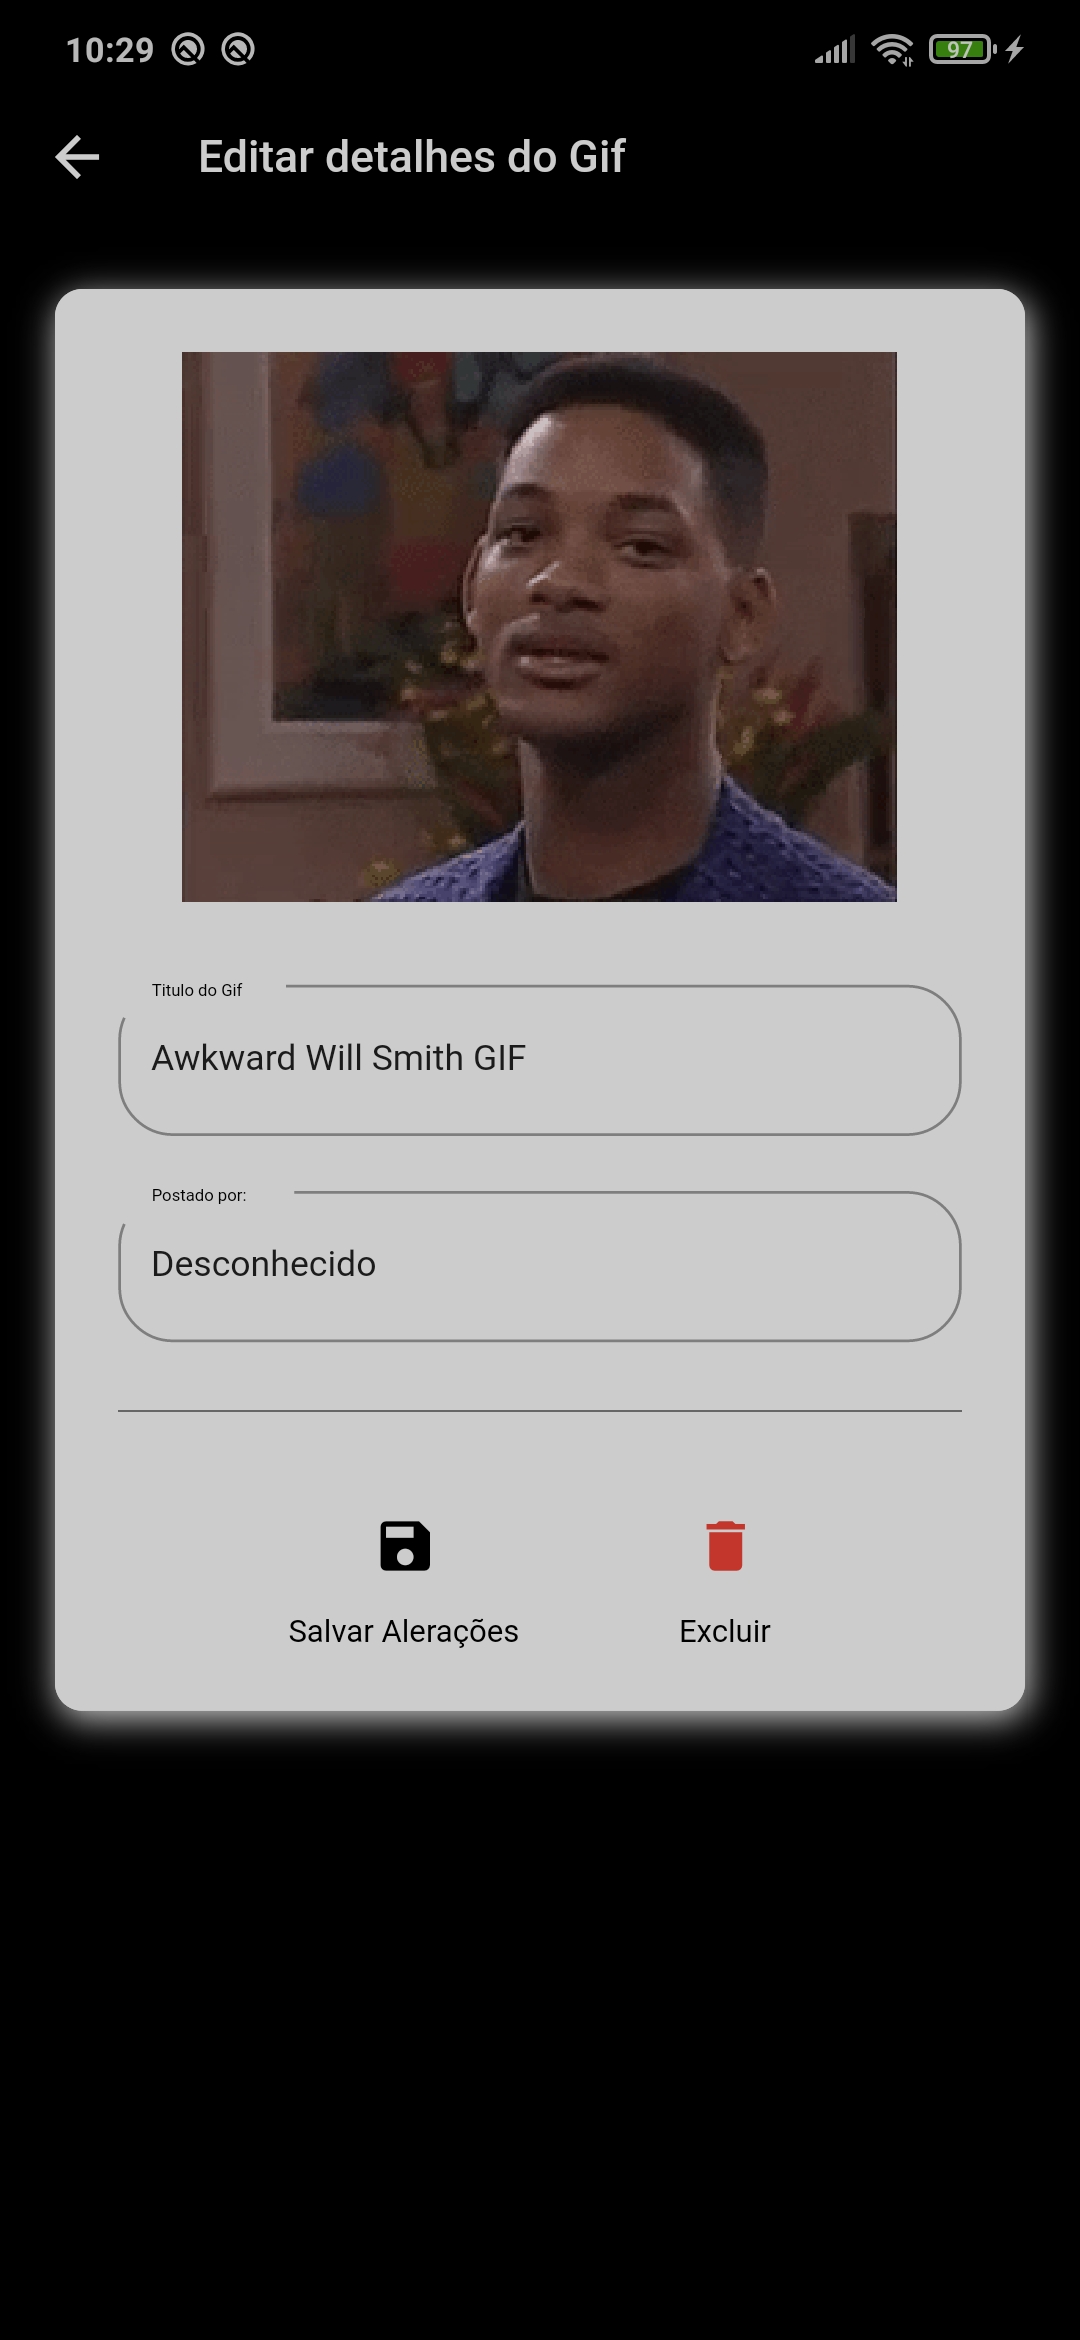 10:29
97
Editar detalhes do Gif
Titulo do Gif
Awkward Will Smith GIF
Postado por:
Desconhecido
Salvar Alerações
Excluir